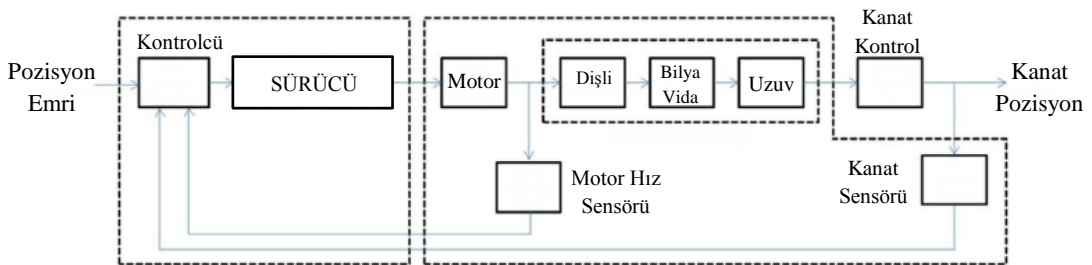 Kontrolcü
Pozisyon
Emri
SÜRÜCÜ
Motor
Dişli
Bilya
Vida
Uzuv
Kanat
Kontrol
Kanat
Pozisyon
Motor Hız
Sensörü
Kanat
Sensörü